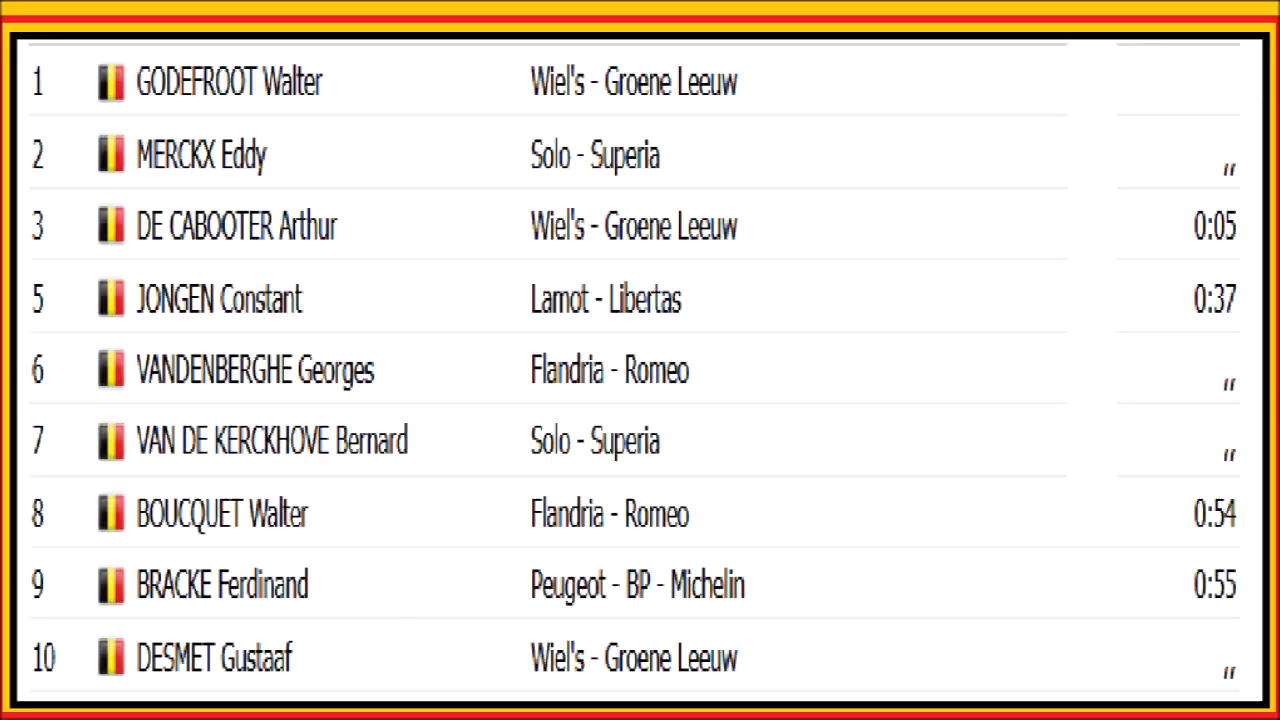 1 GODEFROOT Walter Wiel's - Groene Leeuw
2 MERCKX Eddy Solo - Superia ,,
3 DE CABOOTER Arthur Wiel's - Groene Leeuw 0:05
5 JONGEN Constant Lamot - Libertas 0:37
6 VANDENBERGHE Georges Flandria - Romeo ,,
7 VAN DE KERCKHOVE Bernard Solo - Superia ,,
8 BOUCQUET Walter Flandria - Romeo 0:54
9 BRACKE Ferdinand Peugeot - BP - Michelin 0:55
10 DESMET Gustaaf Wiel's - Groene Leeuw ,,